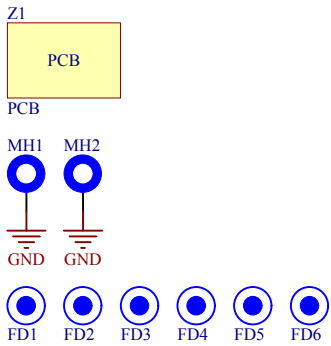 Z1
PCB
PCB
MH1 MH2
GND GND
FD1 FD2 FD3 FD4 FD5 FD6